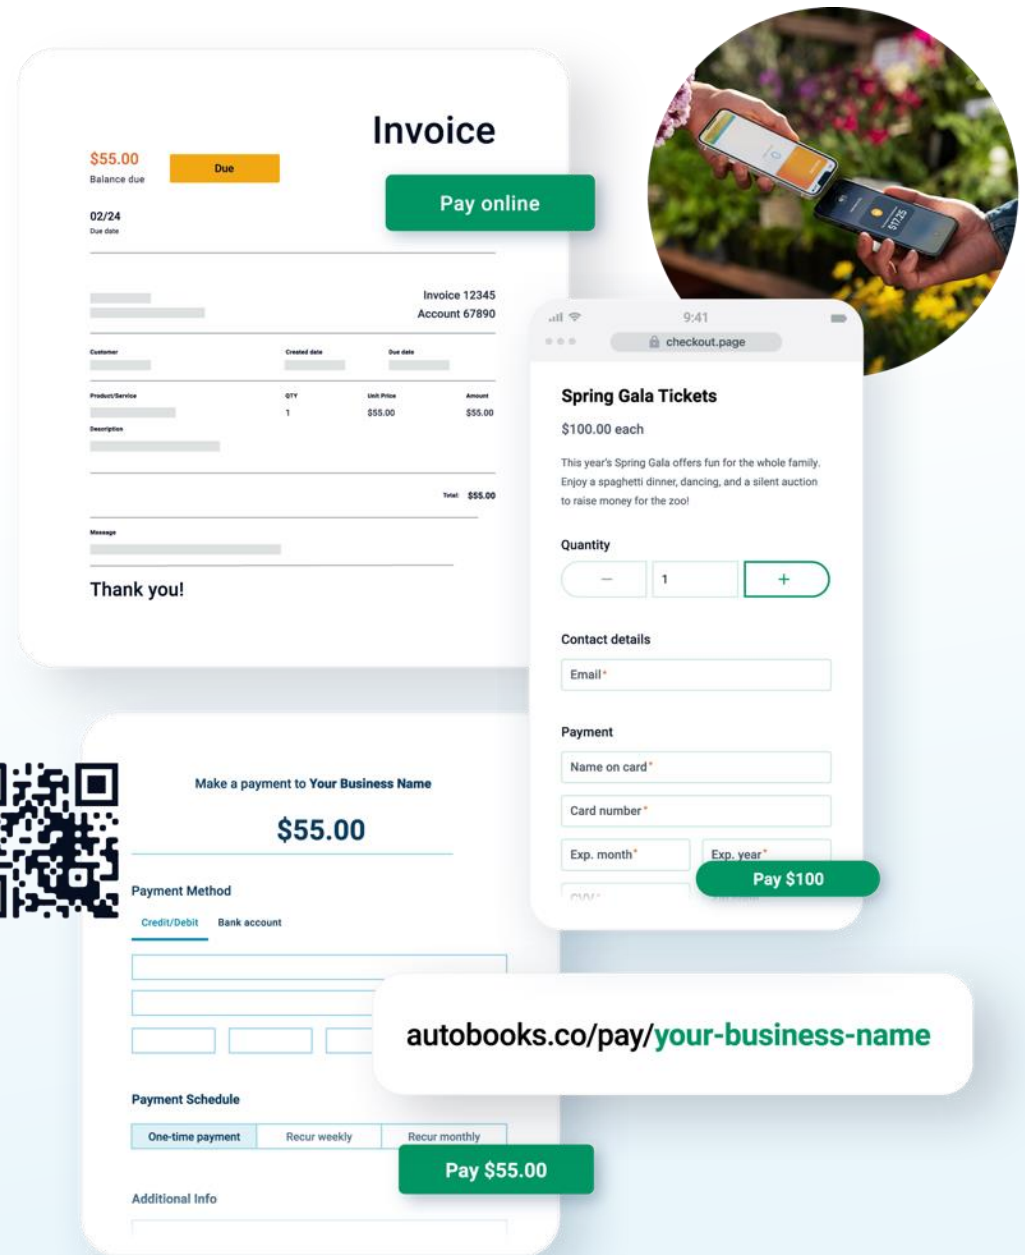 Invoice
$55.00
Due
Balance due
Pay online
02/24
Due date
Invoice 12345
Account 67890
Customer
Created date
Due date
Product/Service
QTY
Unit Price
Amount
1
$55.00
$55.00
Description
Total: $55.00
Message
Thank you!
$17.25
9:41
checkout.page
Spring Gala Tickets
$100.00 each
This year's Spring Gala offers fun for the whole family.
Enjoy a spaghetti dinner, dancing, and a silent auction
to raise money for the zoo!
Quantity
− 1 +
Contact details
Email*
Payment
Name on card*
Card number*
Exp. month*
Exp. year*
Pay $100
Make a payment to Your Business Name
$55.00
Payment Method
Credit/Debit
Bank account
autobooks.co/pay/your-business-name
Payment Schedule
One-time payment
Recur weekly
Recur monthly
Pay $55.00
Additional Info